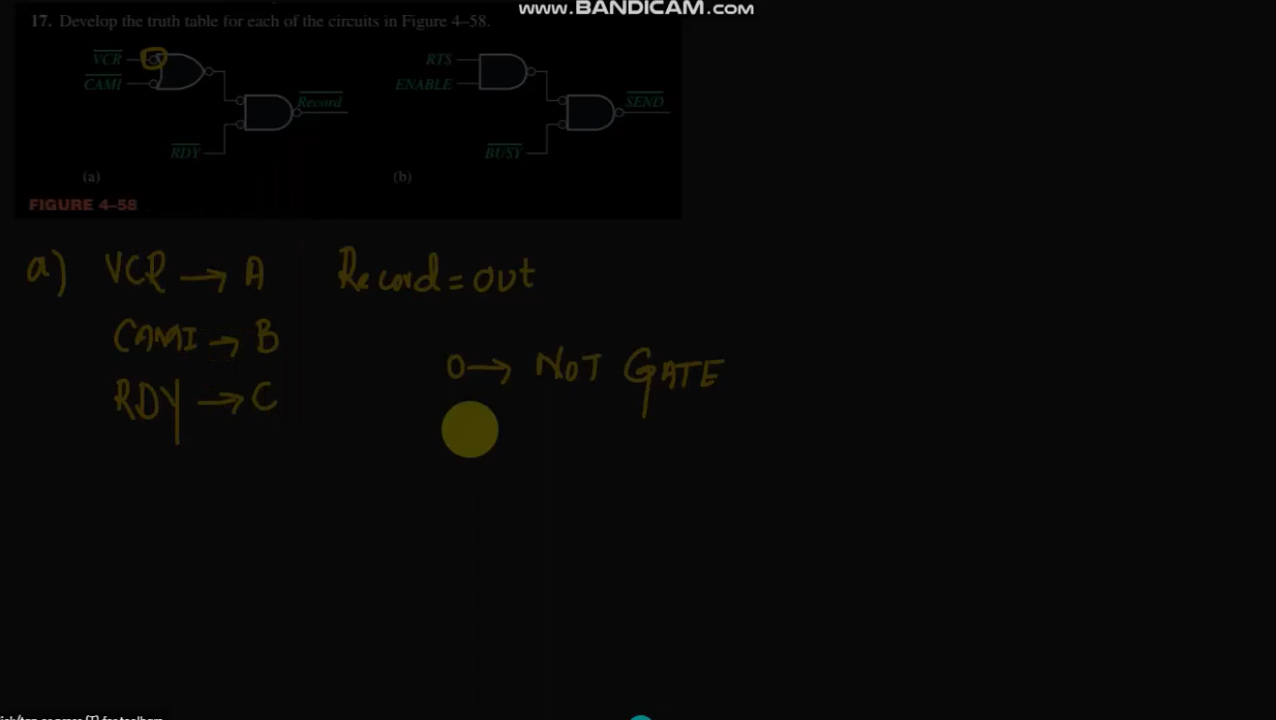 www.BANDICAM.com
17. Develop the truth table for each of the circuits in Figure 4–58.
VCR
CAMI
Record
RDY
(a)
RTS
ENABLE
SEND
BUSY
(b)
FIGURE 4–58
a) VCR → A
Record = out
CAMI → B
O → NOT GATE
RDY → C